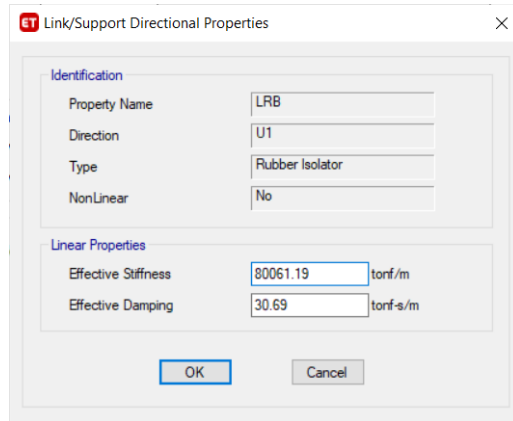 ET Link/Support Directional Properties
Identification
Property Name LRB
Direction U1
Type Rubber Isolator
NonLinear No
Linear Properties
Effective Stiffness 80061.19 tonf/m
Effective Damping 30.69 tonf-s/m
OK Cancel